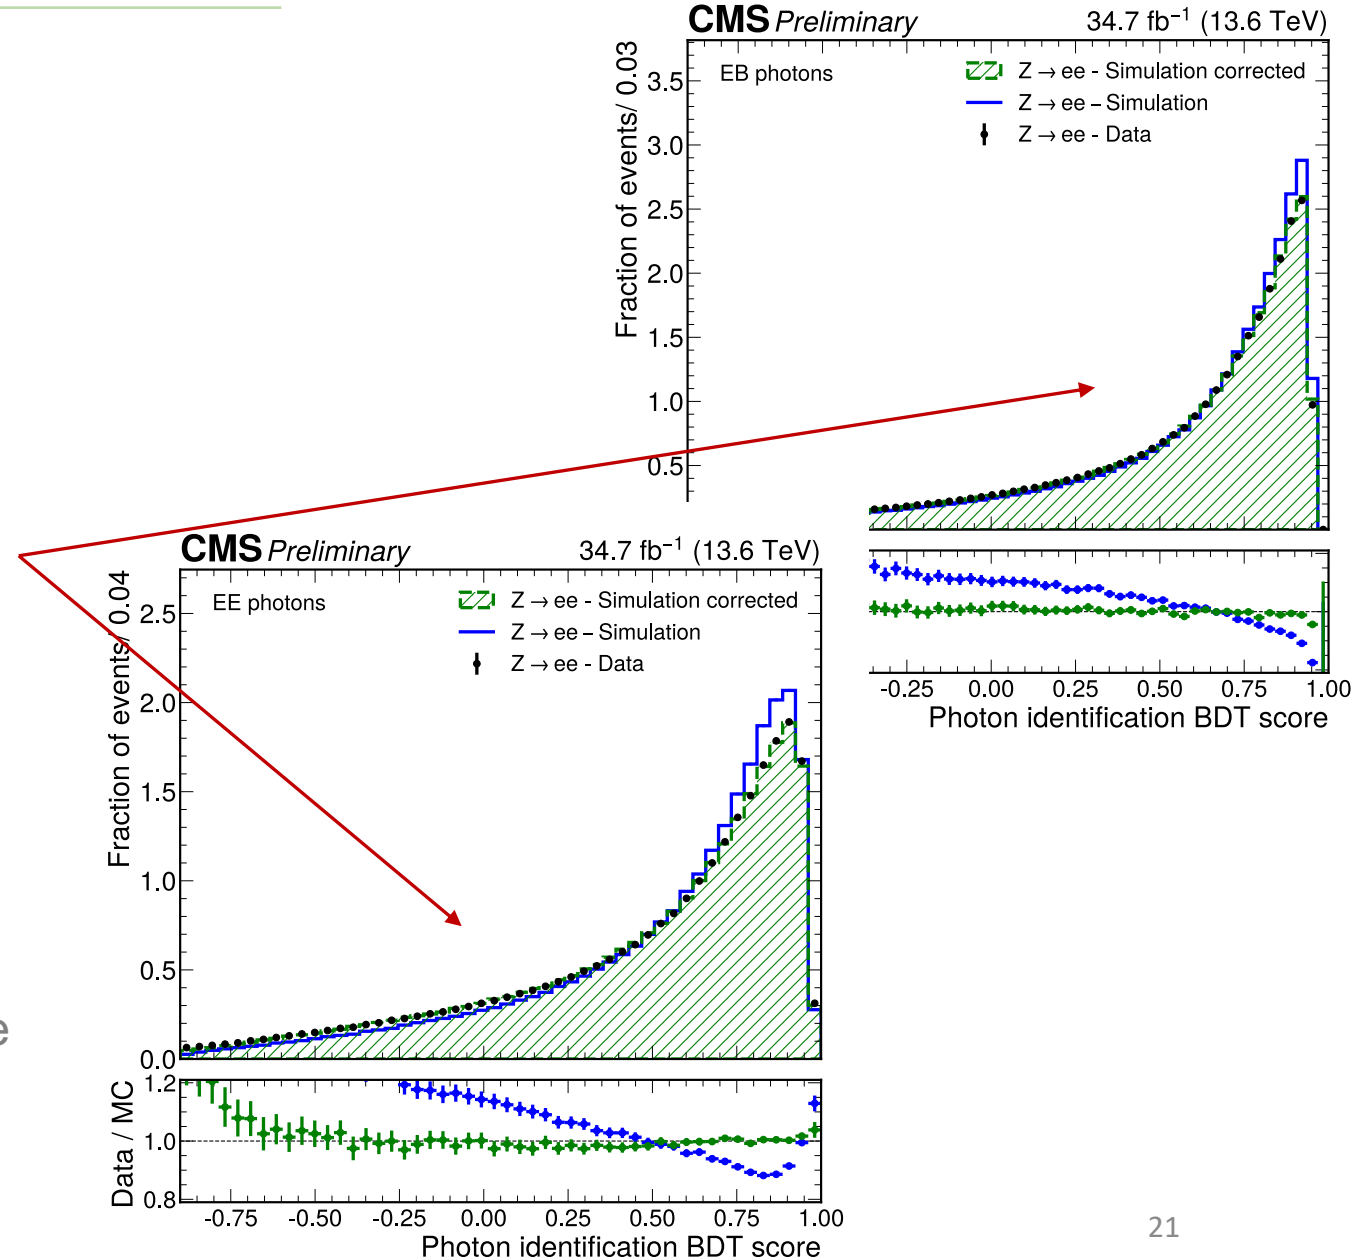 CMS Preliminary 34.7 fb⁻¹ (13.6 TeV)
EB photons
Z → ee - Simulation corrected
Z → ee – Simulation
Z → ee - Data
Fraction of events/ 0.03
3.5
3.0
2.5
2.0
1.5
1.0
0.5
-0.25 0.00 0.25 0.50 0.75 1.00
Photon identification BDT score
CMS Preliminary 34.7 fb⁻¹ (13.6 TeV)
EE photons
Z → ee - Simulation corrected
Z → ee – Simulation
Z → ee - Data
Fraction of events/ 0.04
2.5
2.0
1.5
1.0
0.5
0.0
e
Data / MC
1.2
1.0
0.8
-0.75 -0.50 -0.25 0.00 0.25 0.50 0.75 1.00
Photon identification BDT score
21